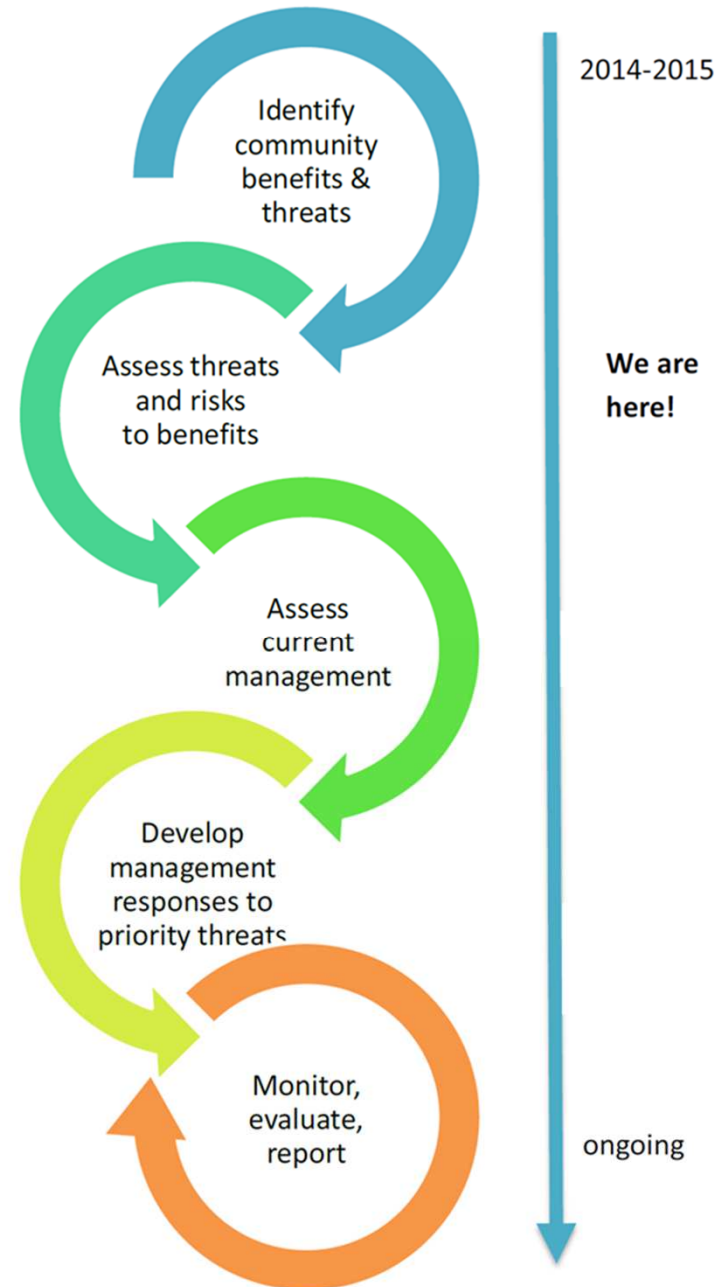 2014-2015
Identify
community
benefits &
threats
We are
here!
Assess threats
and risks
to benefits
Assess
current
management
Develop
management
responses to
priority threats
Monitor,
evaluate,
report
ongoing